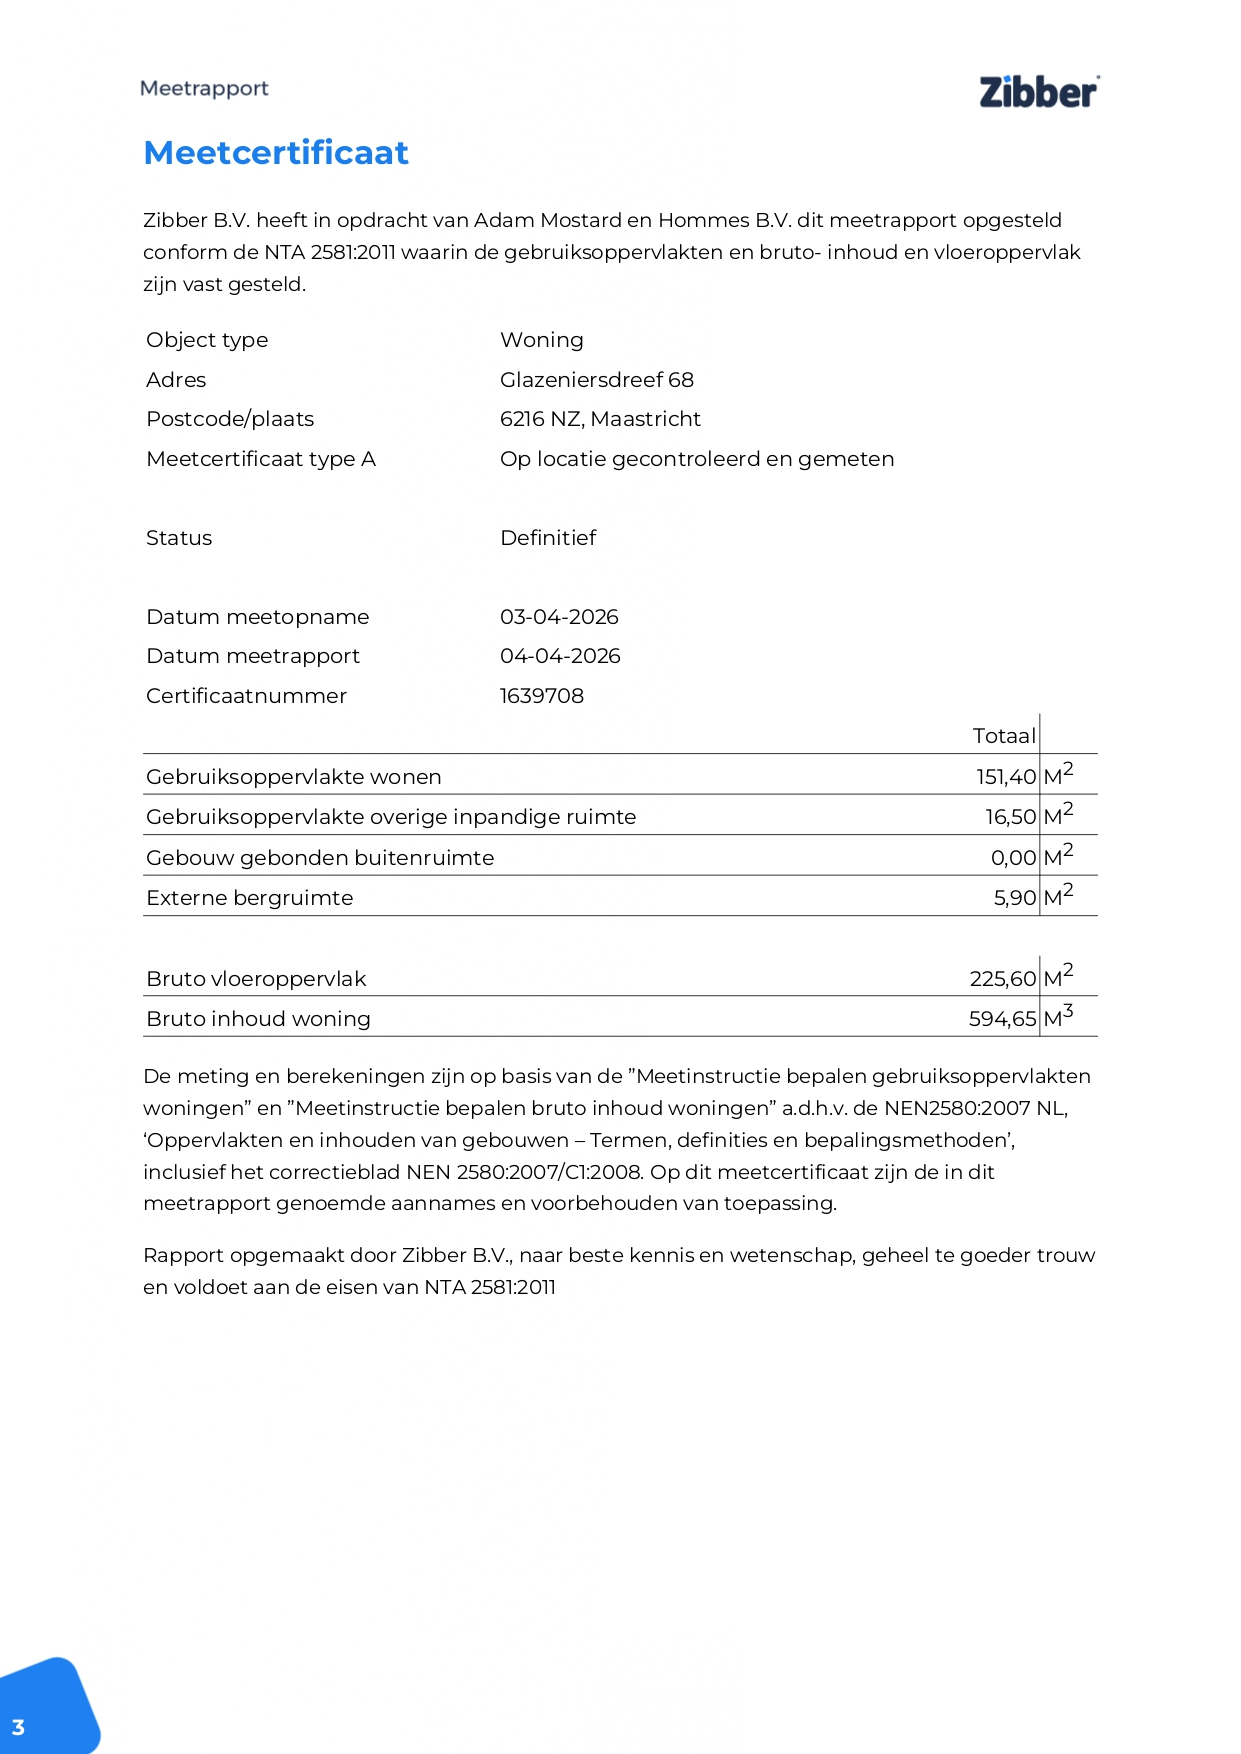 Meetrapport
Zibber
Meetcertificaat
Zibber B.V. heeft in opdracht van Adam Mostard en Hommes B.V. dit meetrapport opgesteld
conform de NTA 2581:2011 waarin de gebruiksoppervlakten en bruto- inhoud en vloeroppervlak
zijn vast gesteld.
Object type Woning
Adres Glazeniersdreef 68
Postcode/plaats 6216 NZ, Maastricht
Meetcertificaat type A Op locatie gecontroleerd en gemeten
Status Definitief
Datum meetopname 03-04-2026
Datum meetrapport 04-04-2026
Certificaatnummer 1639708
Totaal
Gebruiksoppervlakte wonen 151,40 M²
Gebruiksoppervlakte overige inpandige ruimte 16,50 M²
Gebouw gebonden buitenruimte 0,00 M²
Externe bergruimte 5,90 M²
Bruto vloeroppervlak 225,60 M²
Bruto inhoud woning 594,65 M³
De meting en berekeningen zijn op basis van de ”Meetinstructie bepalen gebruiksoppervlakten
woningen” en ”Meetinstructie bepalen bruto inhoud woningen” a.d.h.v. de NEN2580:2007 NL,
‘Oppervlakten en inhouden van gebouwen – Termen, definities en bepalingsmethoden’,
inclusief het correctieblad NEN 2580:2007/C1:2008. Op dit meetcertificaat zijn de in dit
meetrapport genoemde aannames en voorbehouden van toepassing.
Rapport opgemaakt door Zibber B.V., naar beste kennis en wetenschap, geheel te goeder trouw
en voldoet aan de eisen van NTA 2581:2011
3